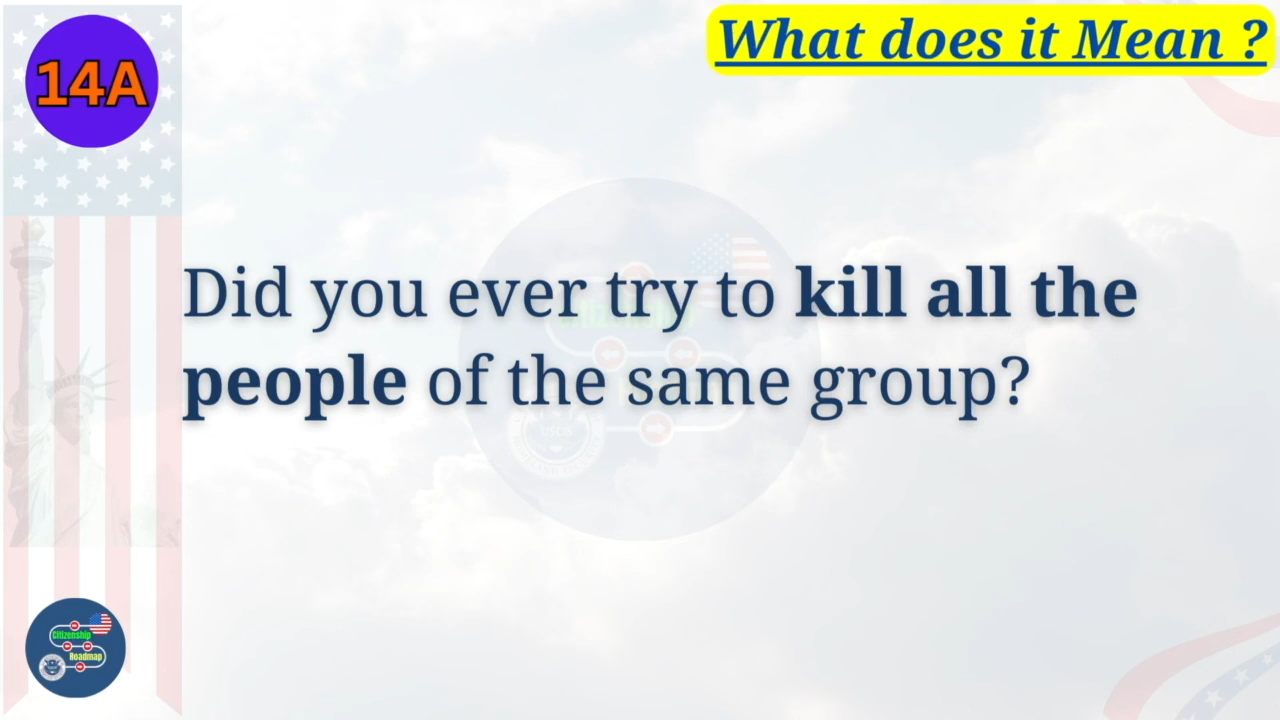 14A
What does it Mean ?
Did you ever try to kill all the
people of the same group?
Citizenship
Roadmap